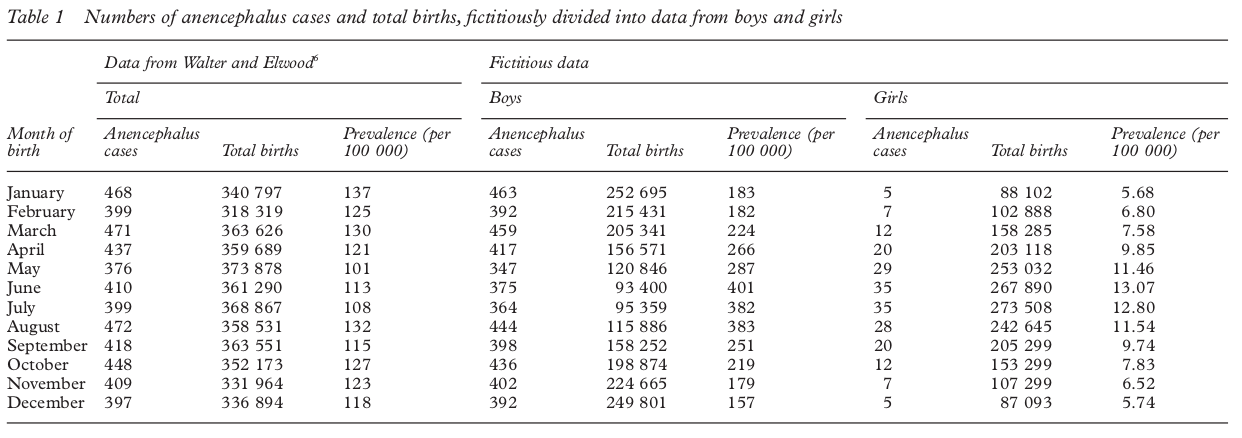 Table 1 Numbers of anencephalus cases and total births, fictitiously divided into data from boys and girls
Data from Walter and Elwood6 Fictitious data
Total Boys Girls
Month of birth Anencephalus cases Total births Prevalence (per 100 000) Anencephalus cases Total births Prevalence (per 100 000) Anencephalus cases Total births Prevalence (per 100 000)
January 468 340 797 137 463 252 695 183 5 88 102 5.68
February 399 318 319 125 392 215 431 182 7 102 888 6.80
March 471 363 626 130 459 205 341 224 12 158 285 7.58
April 437 359 689 121 417 156 571 266 20 203 118 9.85
May 376 373 878 101 347 120 846 287 29 253 032 11.46
June 410 361 290 113 375 93 400 401 35 267 890 13.07
July 399 368 867 108 364 95 359 382 35 273 508 12.80
August 472 358 531 132 444 115 886 383 28 242 645 11.54
September 418 363 551 115 398 158 252 251 20 205 299 9.74
October 448 352 173 127 436 198 874 219 12 153 299 7.83
November 409 331 964 123 402 224 665 179 7 107 299 6.52
December 397 336 894 118 392 249 801 157 5 87 093 5.74